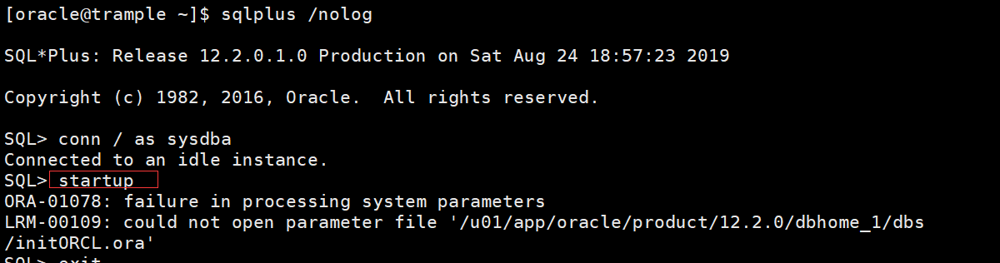 [oracle@trample ~]$ sqlplus /nolog
SQL*Plus: Release 12.2.0.1.0 Production on Sat Aug 24 18:57:23 2019
Copyright (c) 1982, 2016, Oracle.  All rights reserved.
SQL> conn / as sysdba
Connected to an idle instance.
SQL> startup
ORA-01078: failure in processing system parameters
LRM-00109: could not open parameter file '/u01/app/oracle/product/12.2.0/dbhome_1/dbs
/initORCL.ora'
SQL> exit